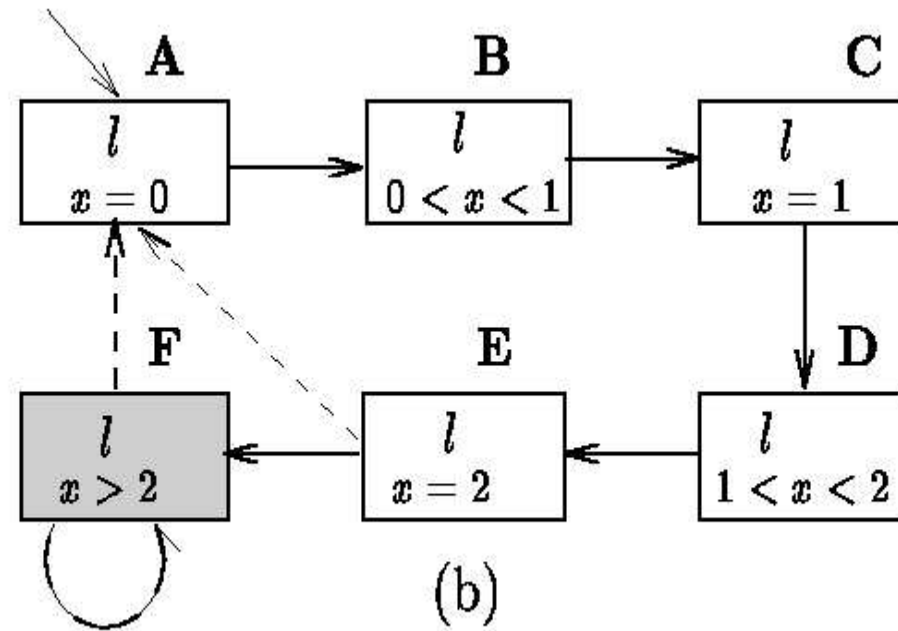 A
l
x = 0
B
l
0 < x < 1
C
l
x = 1
F
l
x > 2
E
l
x = 2
D
l
1 < x < 2
(b)